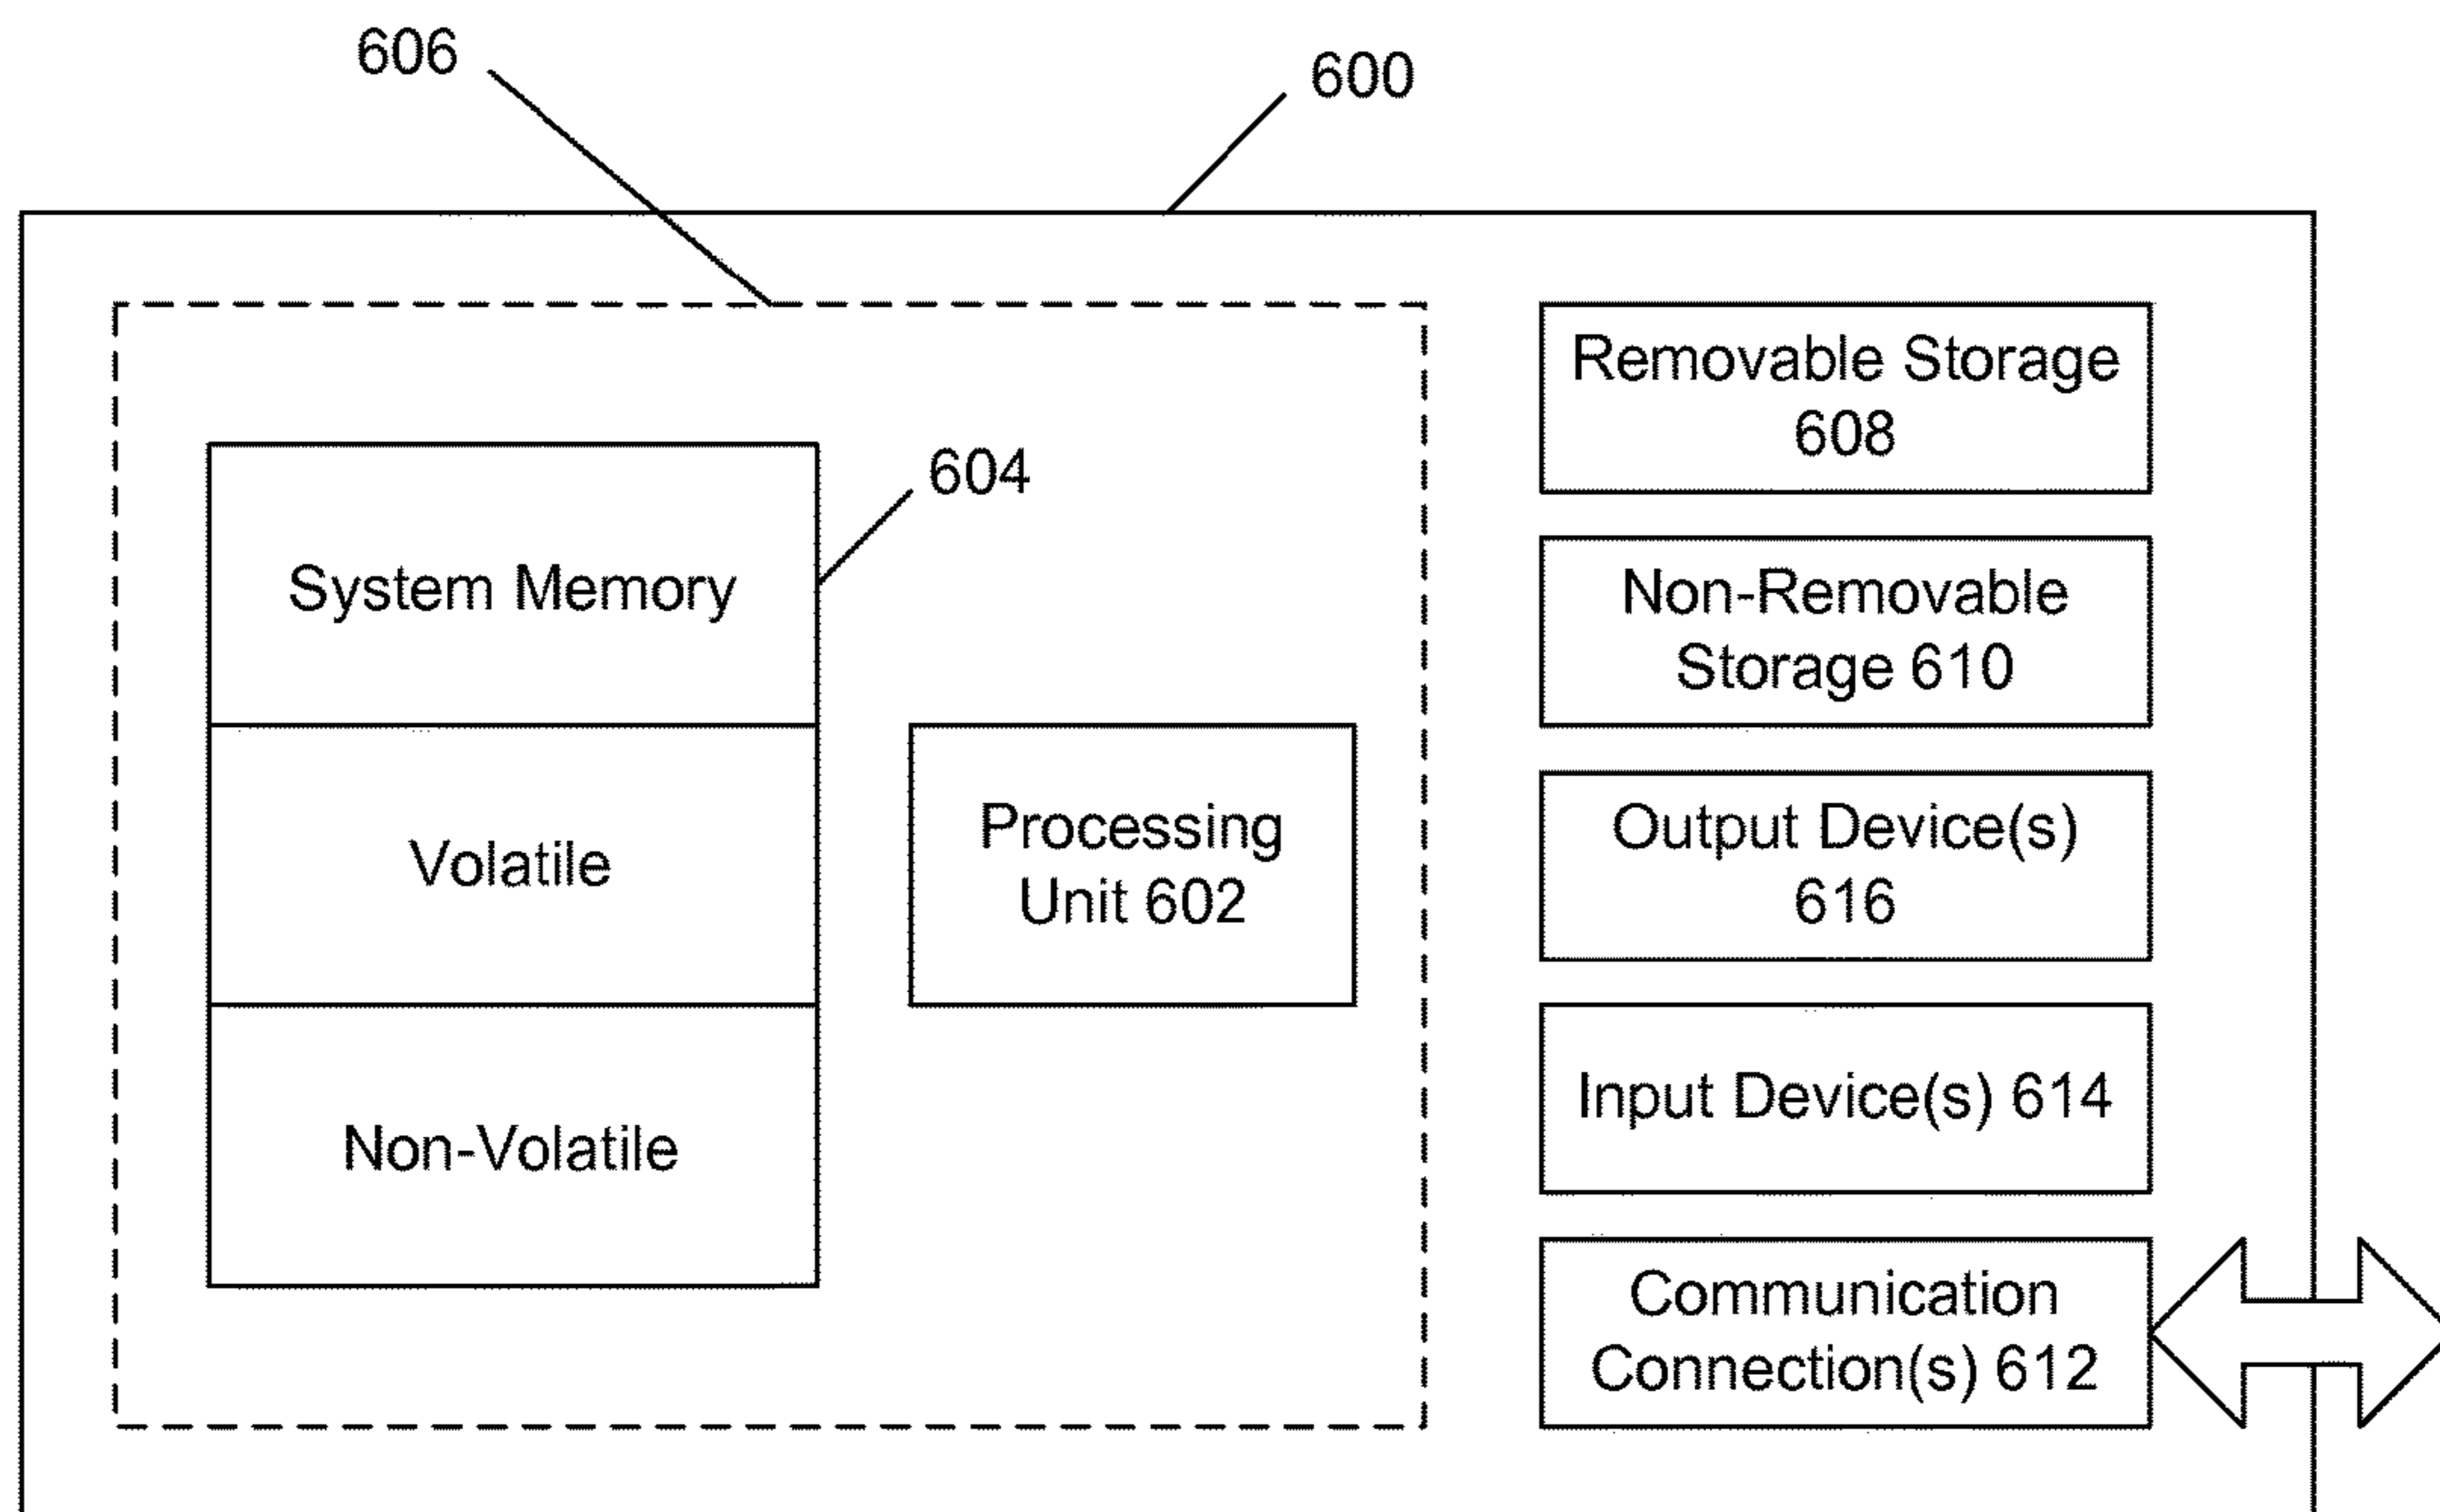 606
600
Removable Storage
608
604
System Memory
Non-Removable
Storage 610
Volatile
Processing
Unit 602
Output Device(s)
616
Non-Volatile
Input Device(s) 614
Communication
Connection(s) 612